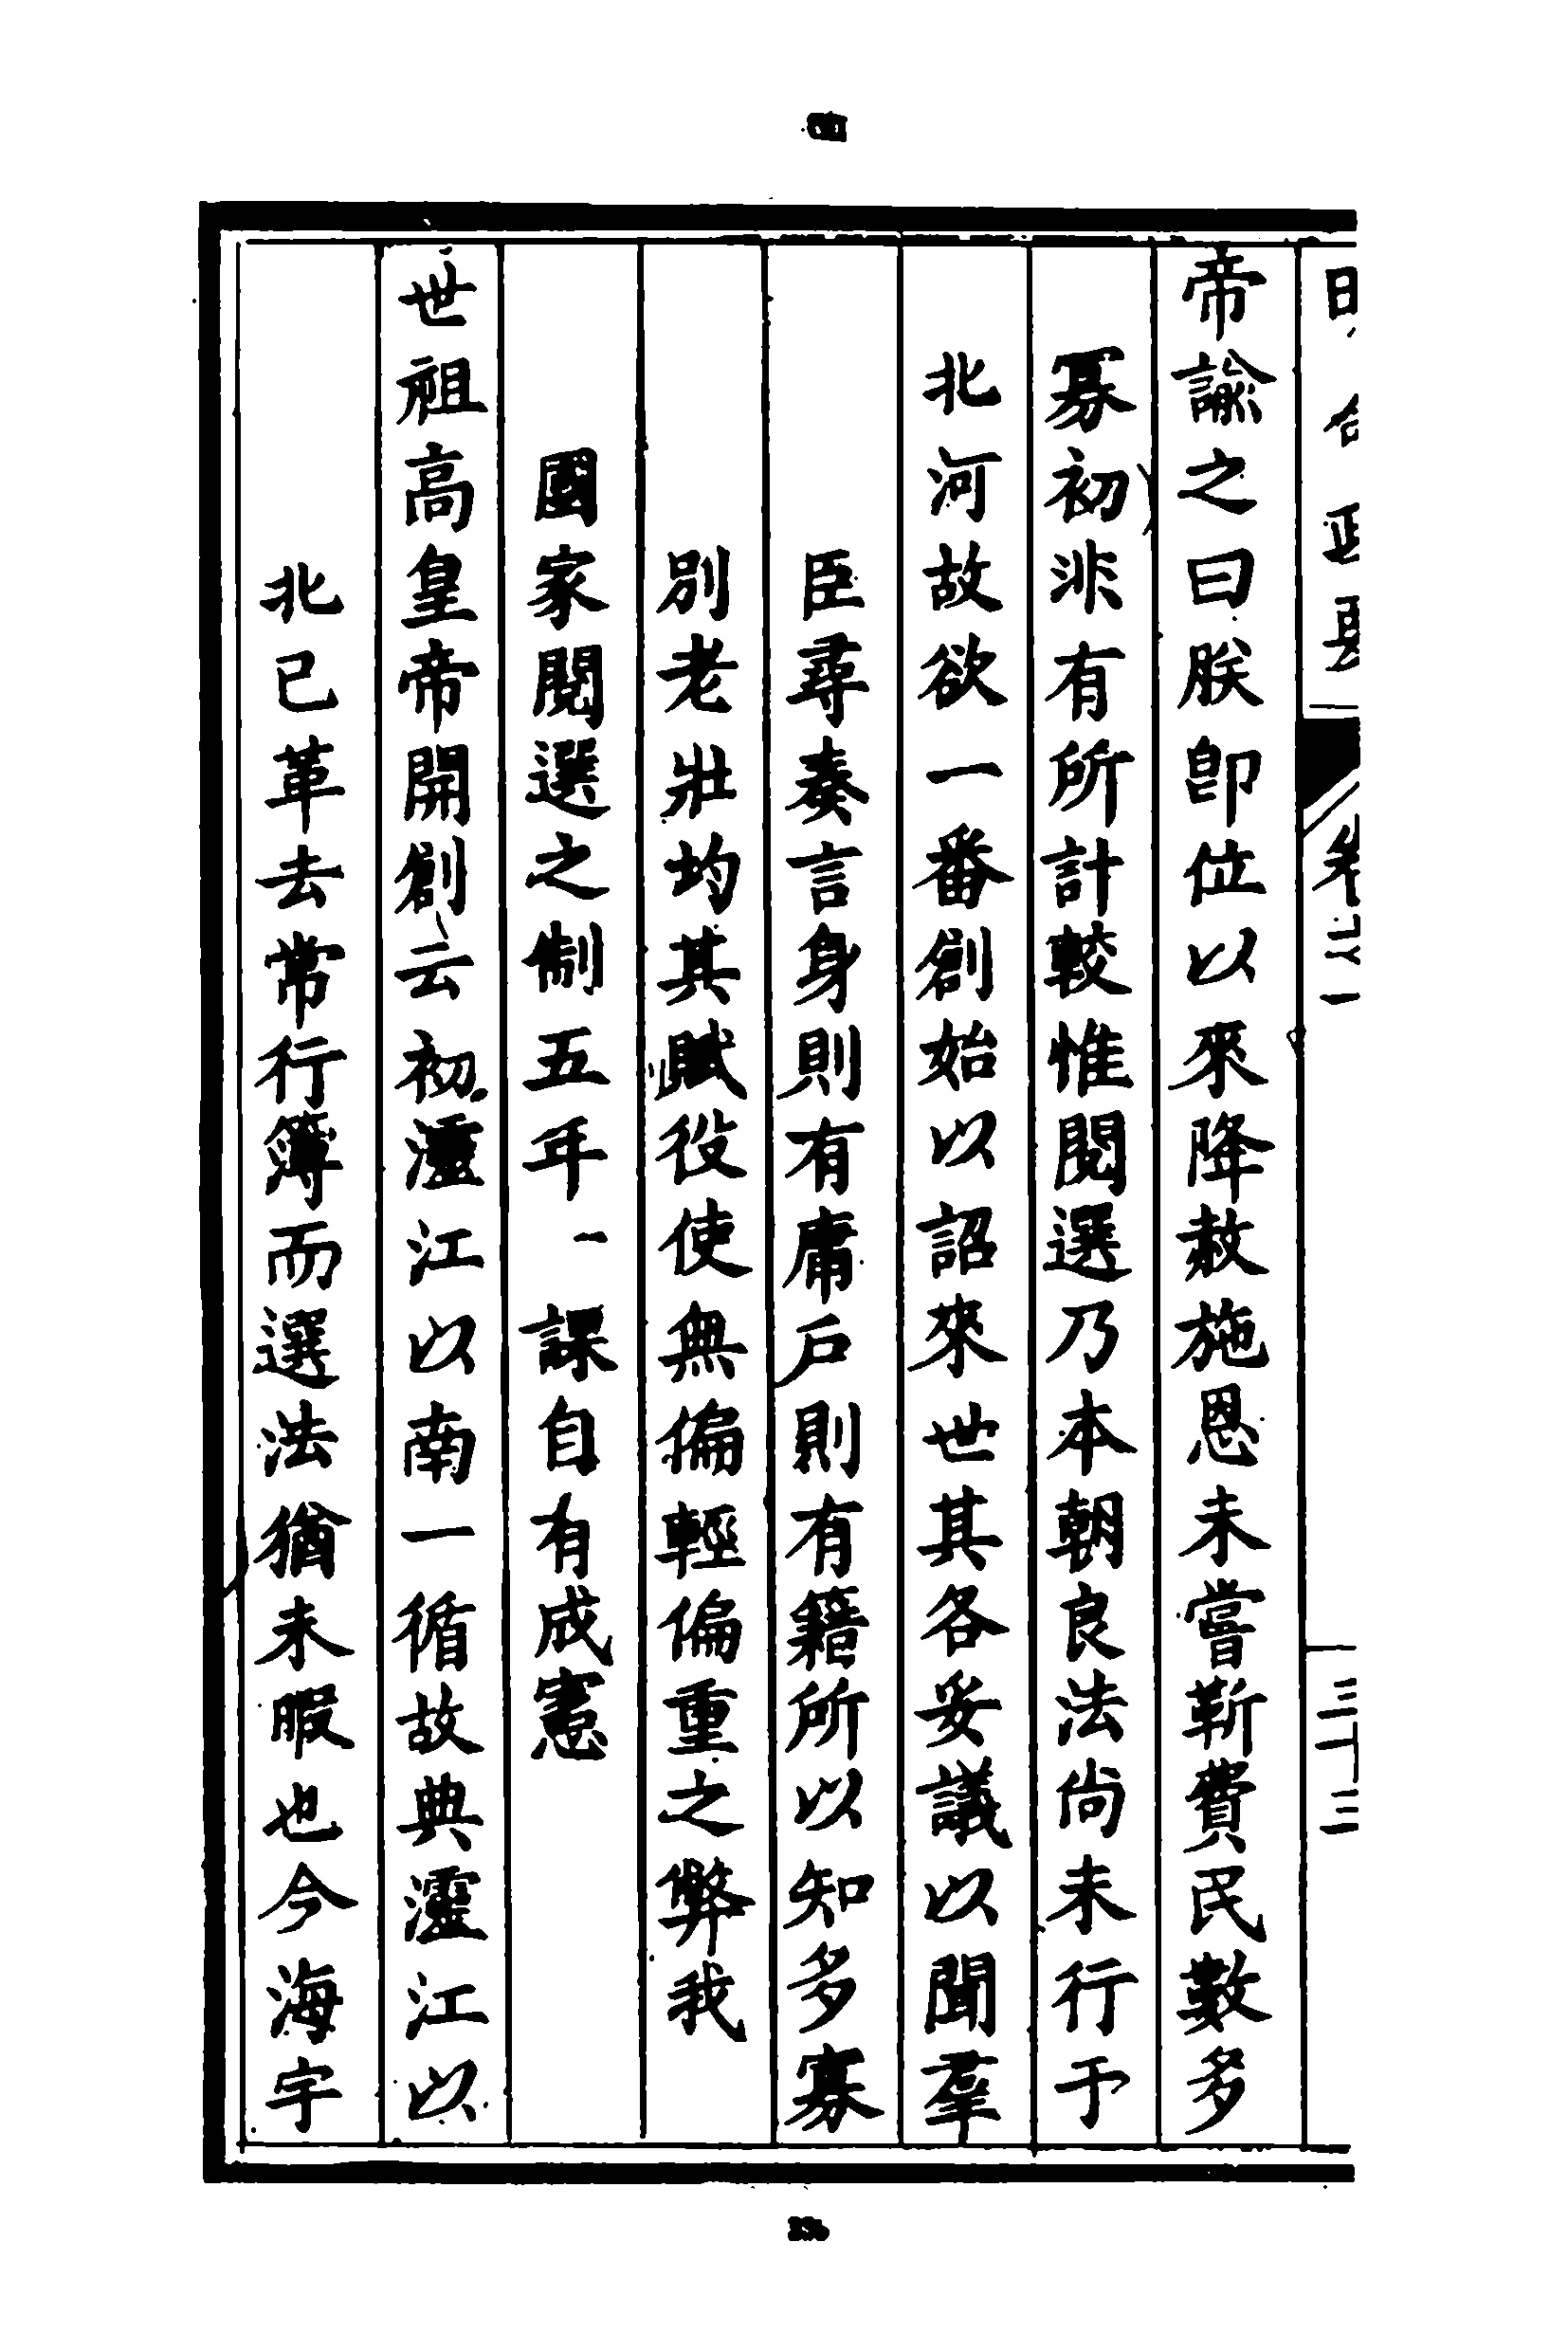 帝諭之曰朕卽位以來降赦施恩未嘗靳費民數多
寡初非有所計較惟閱選乃本朝良法尚未行于
北河故欲一番創始以詔來世其各妥議以聞羣
臣尋奏言身則有庸戸則有籍所以知多寡
別老壯均其賦役使無偏輕偏重之弊我
國家閱選之制五年一課自有成憲
世祖高皇帝開創云初瀘江以南一循故典瀘江以
北已革去常行簿而選法猶未暇也今海宇